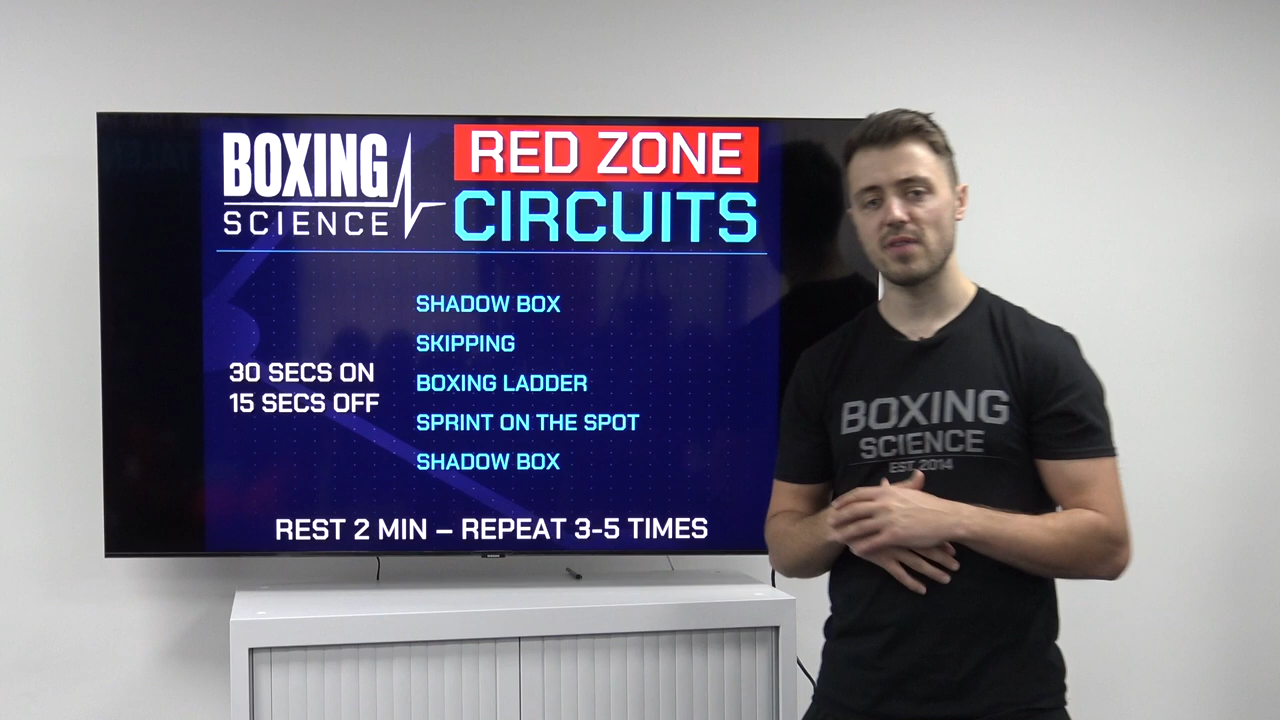 BOXING
SCIENCE
RED ZONE
CIRCUITS
30 SECS ON
15 SECS OFF
SHADOW BOX
SKIPPING
BOXING LADDER
SPRINT ON THE SPOT
SHADOW BOX
REST 2 MIN – REPEAT 3-5 TIMES
BOXING
SCIENCE
EST. 2014